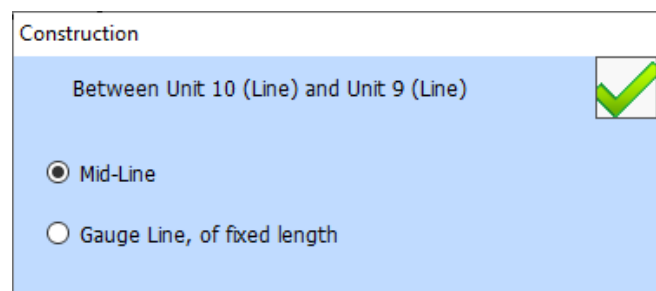 Construction
Between Unit 10 (Line) and Unit 9 (Line)
Mid-Line
Gauge Line, of fixed length